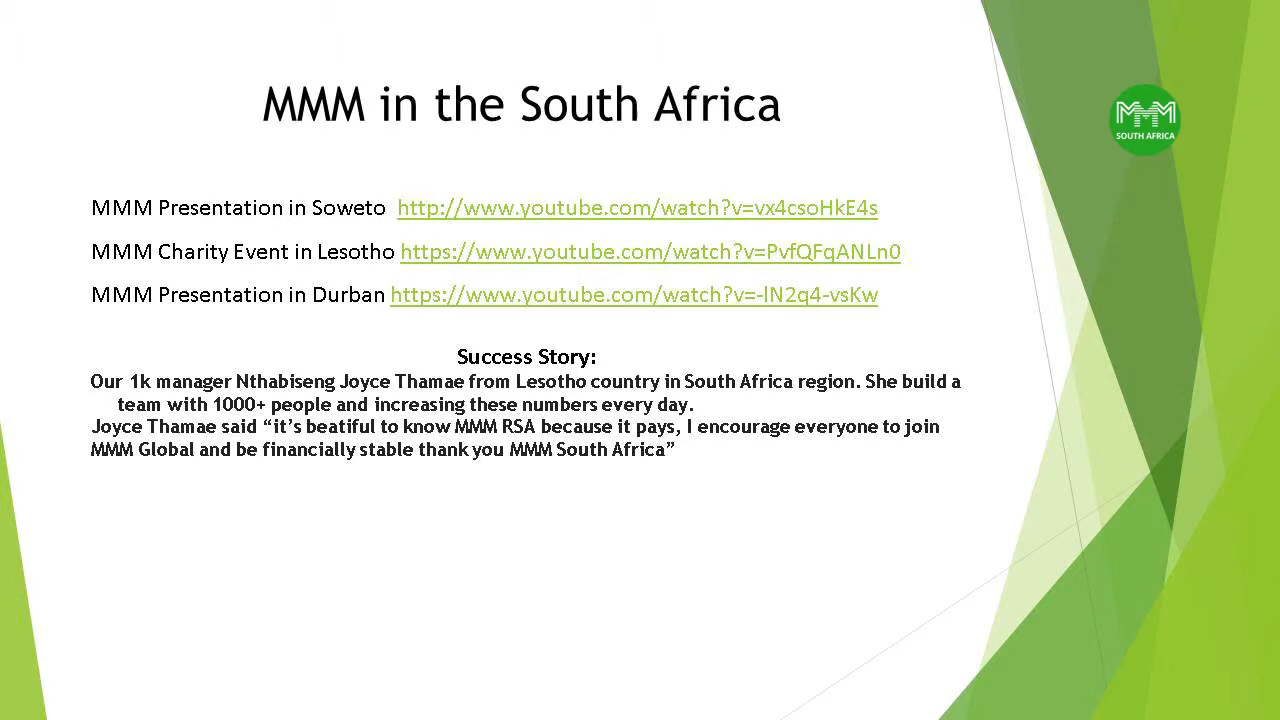 MMM in the South Africa
MMM
SOUTH AFRICA
MMM Presentation in Soweto http://www.youtube.com/watch?v=vx4csoHkE4s
MMM Charity Event in Lesotho https://www.youtube.com/watch?v=PvfQFqANLn0
MMM Presentation in Durban https://www.youtube.com/watch?v=-lN2q4-vsKw
Success Story:
Our 1k manager Nthabiseng Joyce Thamae from Lesotho country in South Africa region. She build a
team with 1000+ people and increasing these numbers every day.
Joyce Thamae said “it’s beatiful to know MMM RSA because it pays, I encourage everyone to join
MMM Global and be financially stable thank you MMM South Africa”